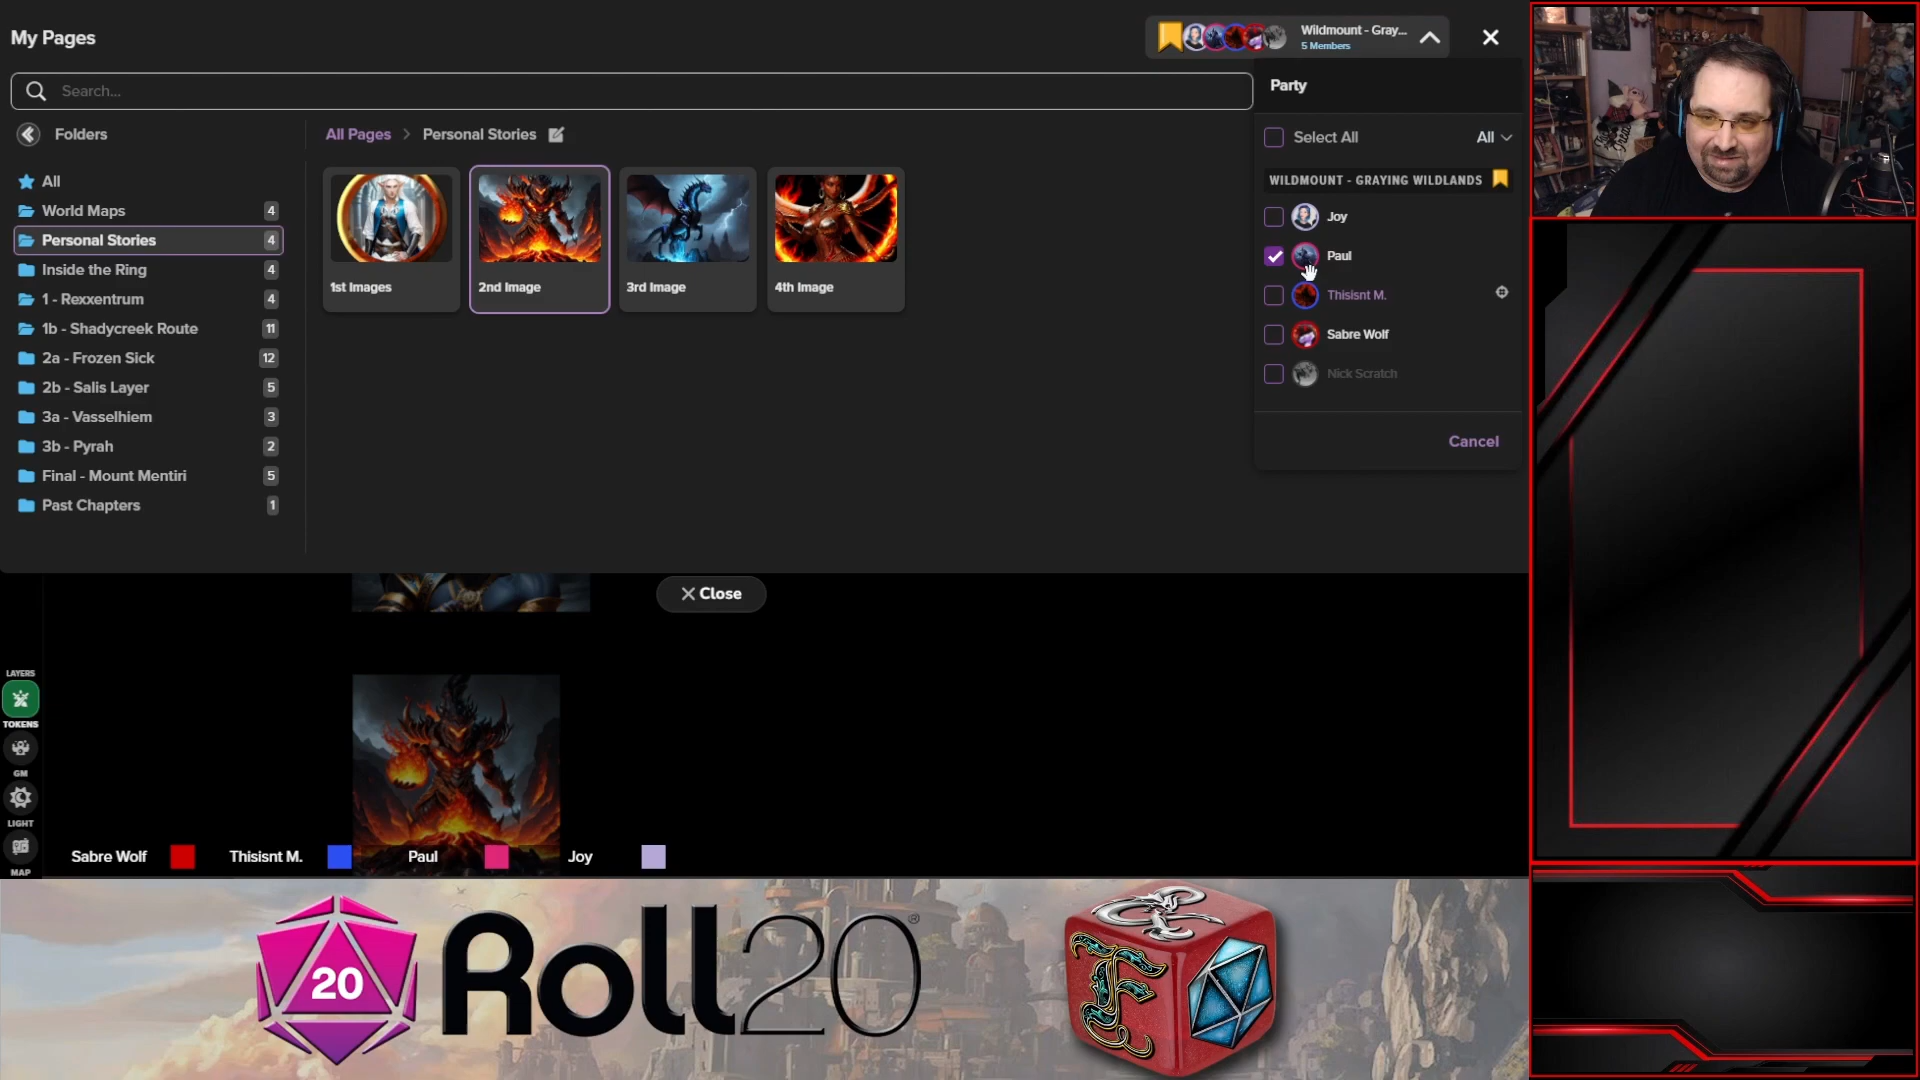 My Pages
Wildmount - Gray...
5 Members
Search...
Party
Folders
All Pages > Personal Stories
Select All
All
All
World Maps 4
Personal Stories 4
Inside the Ring 4
1 - Rexxentrum 4
1b - Shadycreek Route 11
2a - Frozen Sick 12
2b - Salis Layer 5
3a - Vasselhiem 3
3b - Pyrah 2
Final - Mount Mentiri 5
Past Chapters 1
1st Images
2nd Image
3rd Image
4th Image
WILDMOUNT - GRAYING WILDLANDS
Joy
Paul
Thisisnt M.
Sabre Wolf
Nick Scratch
Cancel
Close
LAYERS
TOKENS
GM
LIGHT
MAP
Sabre Wolf
Thisisnt M.
Paul
Joy
20
Roll20®